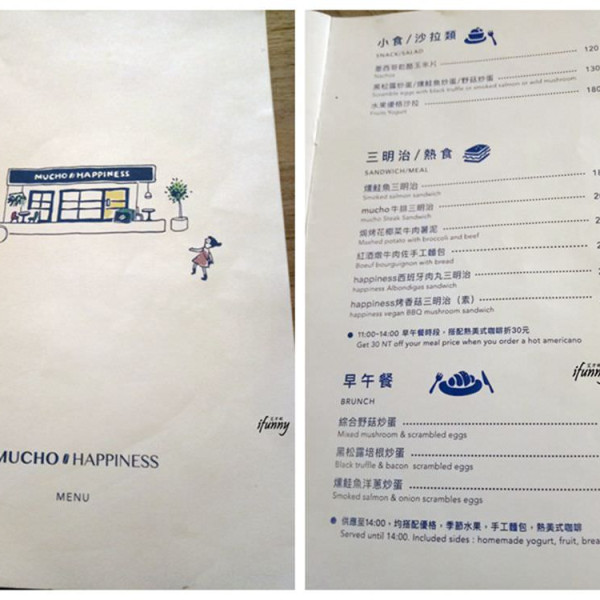 MUCHO HAPPINESS
ifunny
MUCHO HAPPINESS
MENU
小食/沙拉類
SNACK/SALAD
墨西哥起司玉米片 120
Nachos
黑松露炒蛋/燻鮭魚炒蛋/野菇炒蛋 130
Scramble eggs with black truffle or smoked salmon or wild mushroom
水果優格沙拉 180
Fruits Yogurt
三明治/熱食
SANDWICH/MEAL
燻鮭魚三明治
Smoked salmon sandwich
mucho牛排三明治
mucho Steak Sandwich
焗烤花椰菜牛肉薯泥
Mashed potato with broccoli and beef
紅酒燉牛肉佐手工麵包
Boeuf bourguignon with bread
happiness西班牙肉丸三明治
happiness Albondigas sandwich
happiness烤香菇三明治（素）
happiness vegan BBQ mushroom sandwich
11:00-14:00 早午餐時段，搭配熱美式咖啡折30元
Get 30 NT off your meal price when you order a hot americano
ifunny
早午餐
BRUNCH
綜合野菇炒蛋
Mixed mushroom & scrambled eggs
黑松露培根炒蛋
Black truffle & bacon scrambled eggs
燻鮭魚洋蔥炒蛋
Smoked salmon & onion scrambles eggs
供應至14:00，均搭配優格，季節水果，手工麵包，熱美式咖啡
Served until 14:00. Included sides : homemade yogurt, fruit,